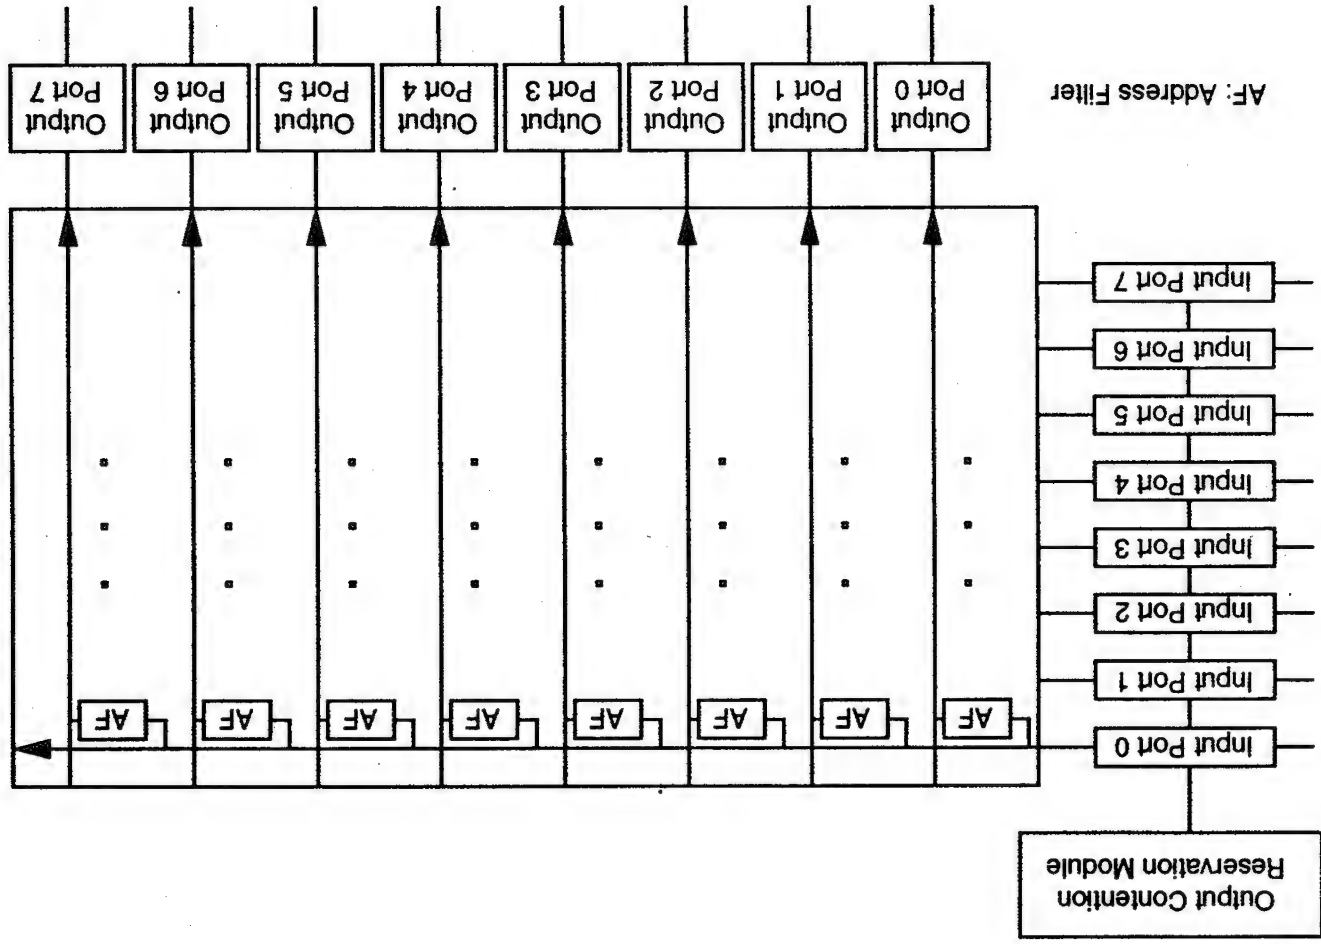 Output Contention
Reservation Module
Input Port 0
Input Port 1
Input Port 2
Input Port 3
Input Port 4
Input Port 5
Input Port 6
Input Port 7
AF
AF
AF
AF
AF
AF
AF
AF
AF: Address Filter
Output
Port 0
Output
Port 1
Output
Port 2
Output
Port 3
Output
Port 4
Output
Port 5
Output
Port 6
Output
Port 7